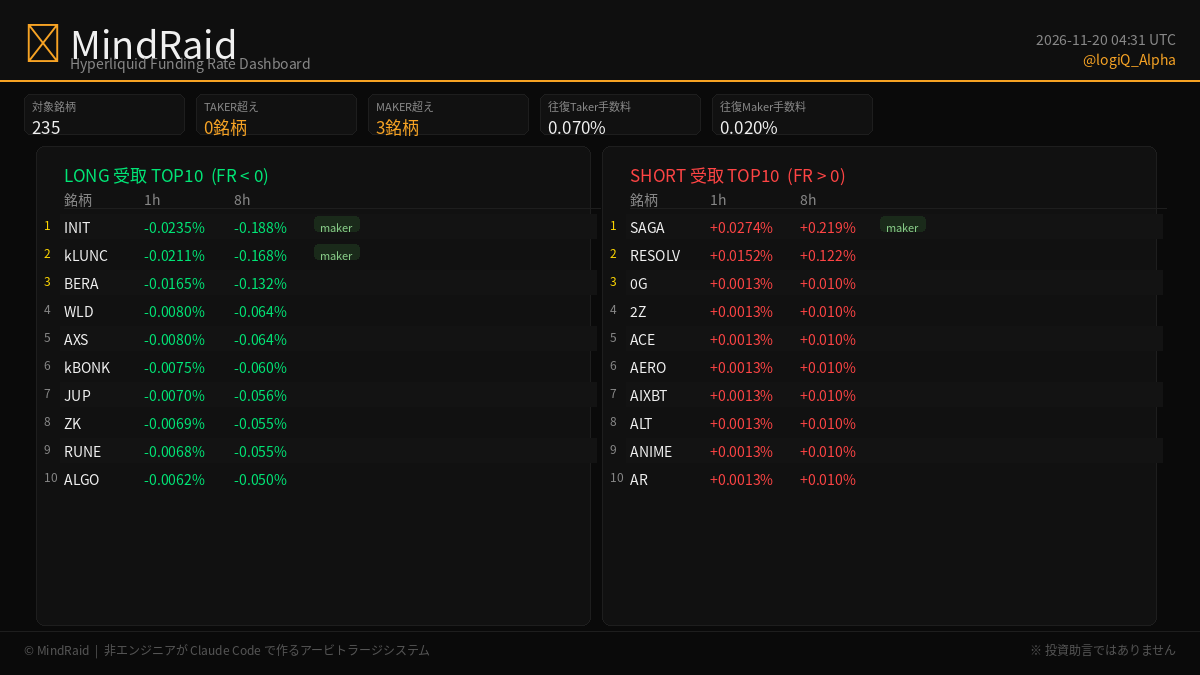 MindRaid
Hyperliquid Funding Rate Dashboard
2026-11-20 04:31 UTC
@logiQ_Alpha
対象銘柄
235
TAKER超え
0銘柄
MAKER超え
3銘柄
往復Taker手数料
0.070%
往復Maker手数料
0.020%
LONG 受取 TOP10 (FR < 0)
銘柄 1h 8h
1 INIT -0.0235% -0.188% maker
2 kLUNC -0.0211% -0.168% maker
3 BERA -0.0165% -0.132%
4 WLD -0.0080% -0.064%
5 AXS -0.0080% -0.064%
6 kBONK -0.0075% -0.060%
7 JUP -0.0070% -0.056%
8 ZK -0.0069% -0.055%
9 RUNE -0.0068% -0.055%
10 ALGO -0.0062% -0.050%
SHORT 受取 TOP10 (FR > 0)
銘柄 1h 8h
1 SAGA +0.0274% +0.219% maker
2 RESOLV +0.0152% +0.122%
3 0G +0.0013% +0.010%
4 2Z +0.0013% +0.010%
5 ACE +0.0013% +0.010%
6 AERO +0.0013% +0.010%
7 AIXBT +0.0013% +0.010%
8 ALT +0.0013% +0.010%
9 ANIME +0.0013% +0.010%
10 AR +0.0013% +0.010%
© MindRaid | 非エンジニアが Claude Code で作るアービトラージシステム
※ 投資助言ではありません